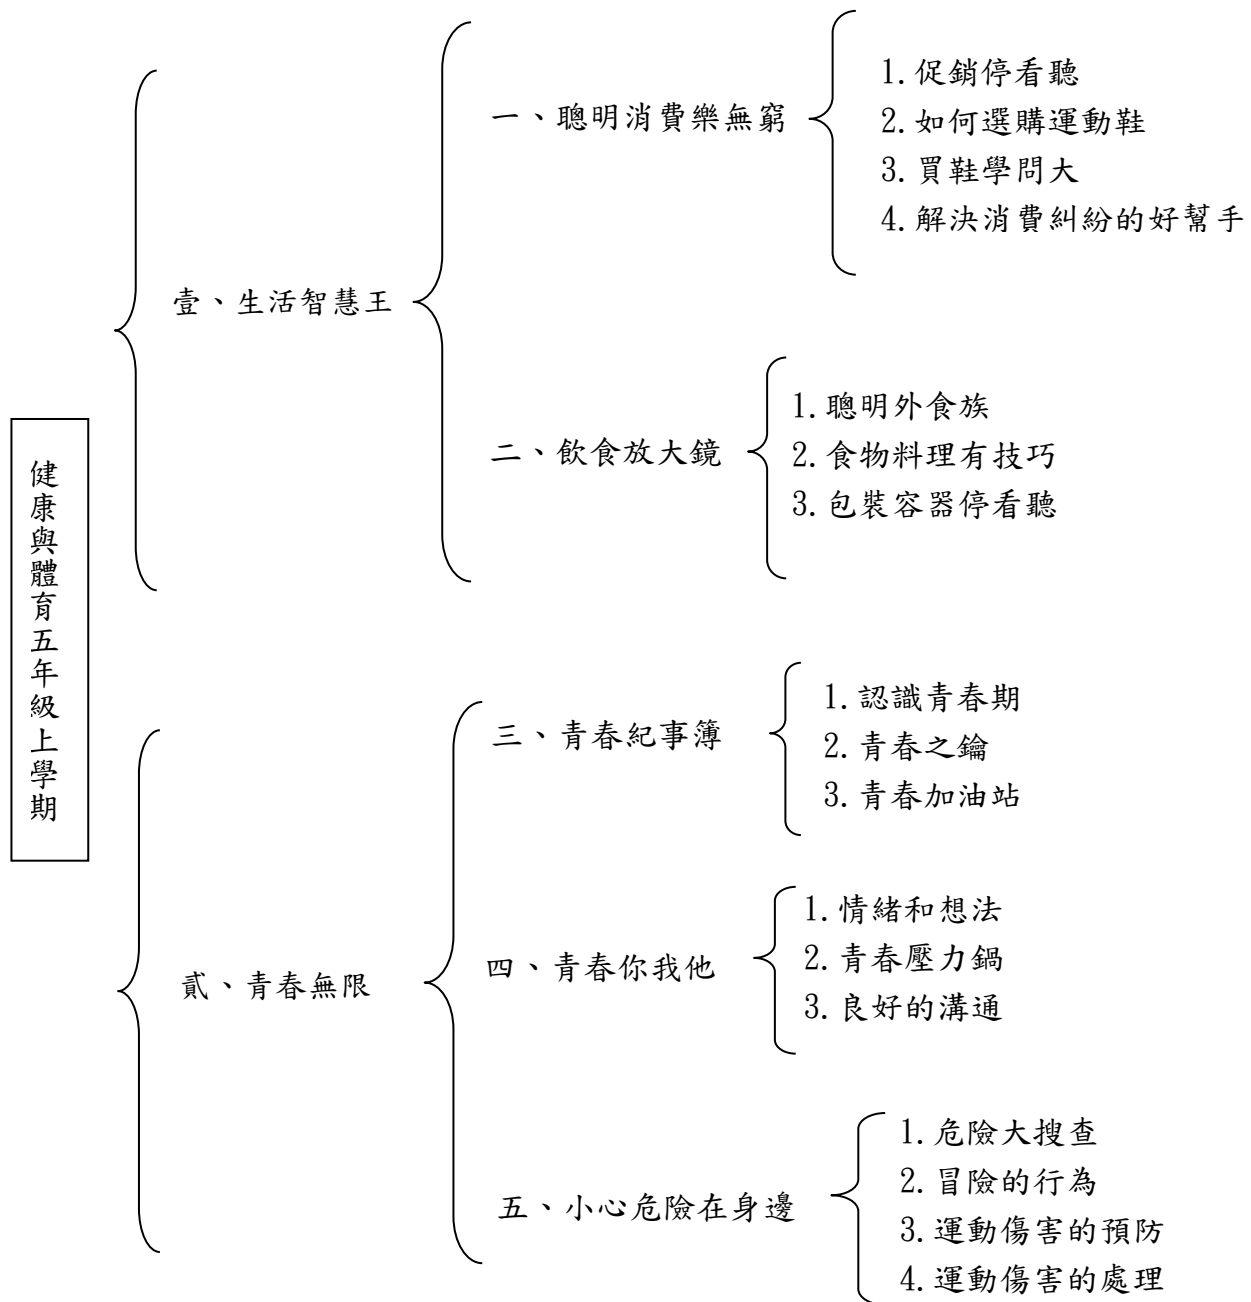 健康與體育五年級上學期
壹、生活智慧王
一、聰明消費樂無窮
1.促銷停看聽
2.如何選購運動鞋
3.買鞋學問大
4.解決消費糾紛的好幫手
二、飲食放大鏡
1.聰明外食族
2.食物料理有技巧
3.包裝容器停看聽
貳、青春無限
三、青春紀事簿
1.認識青春期
2.青春之鑰
3.青春加油站
四、青春你我他
1.情緒和想法
2.青春壓力鍋
3.良好的溝通
五、小心危險在身邊
1.危險大搜查
2.冒險的行為
3.運動傷害的預防
4.運動傷害的處理